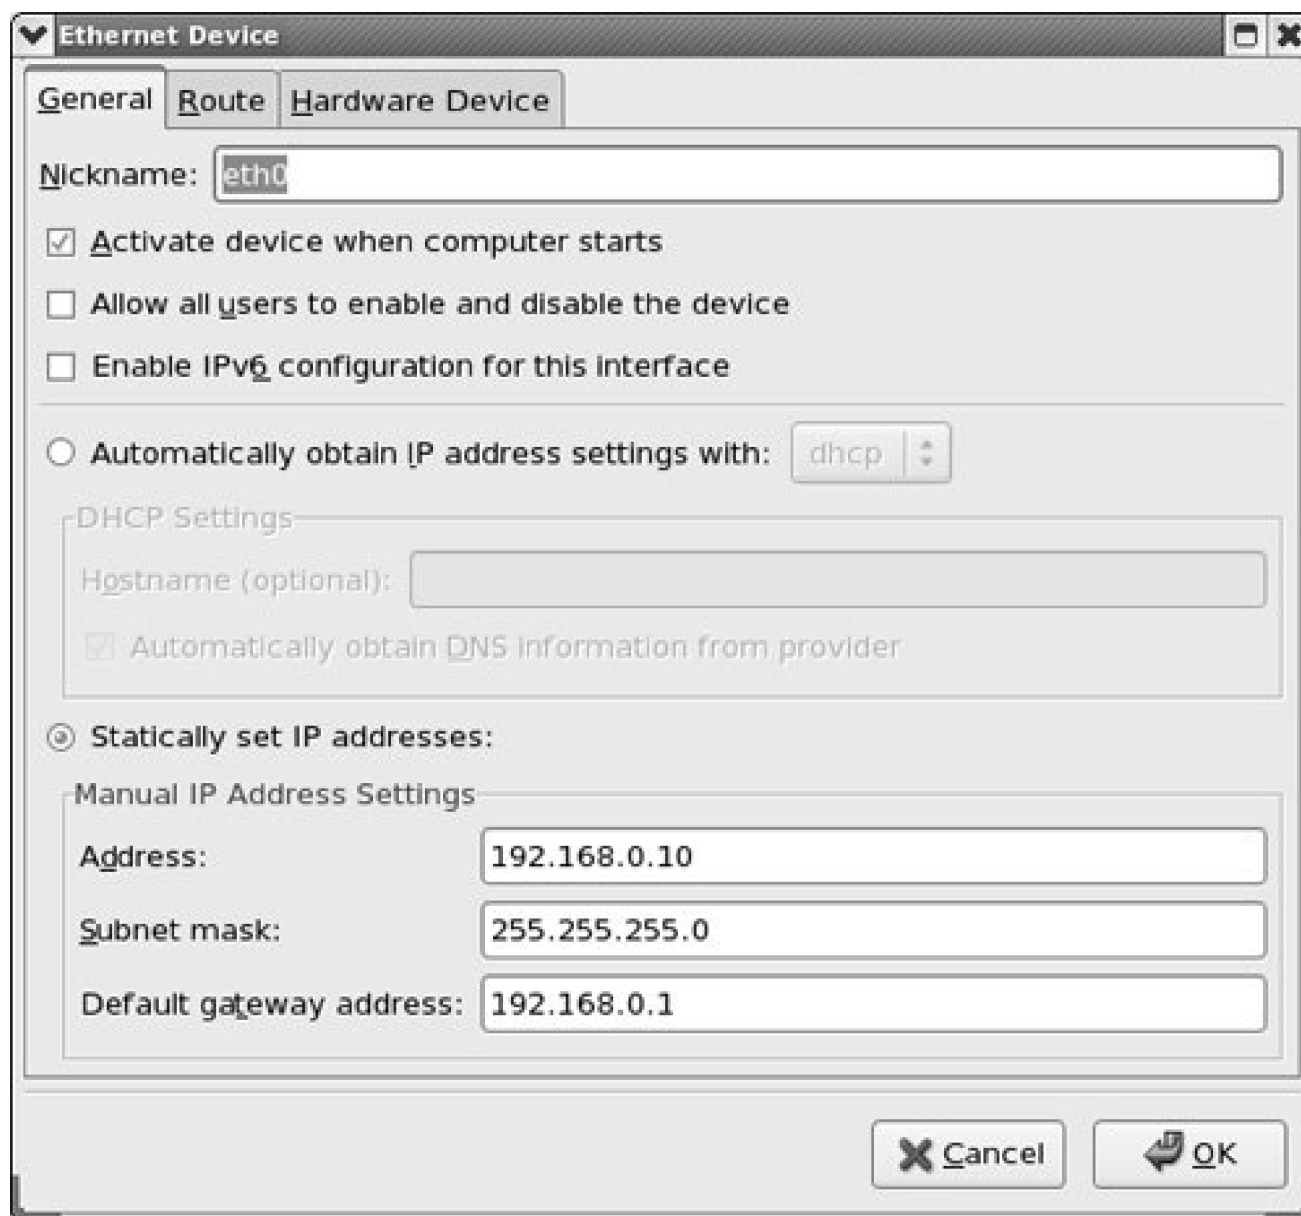 Ethernet Device
General Route Hardware Device
Nickname: eth0
Activate device when computer starts
Allow all users to enable and disable the device
Enable IPv6 configuration for this interface
Automatically obtain IP address settings with: dhcp
DHCP Settings
Hostname (optional):
Automatically obtain DNS information from provider
Statically set IP addresses:
Manual IP Address Settings
Address: 192.168.0.10
Subnet mask: 255.255.255.0
Default gateway address: 192.168.0.1
Cancel OK